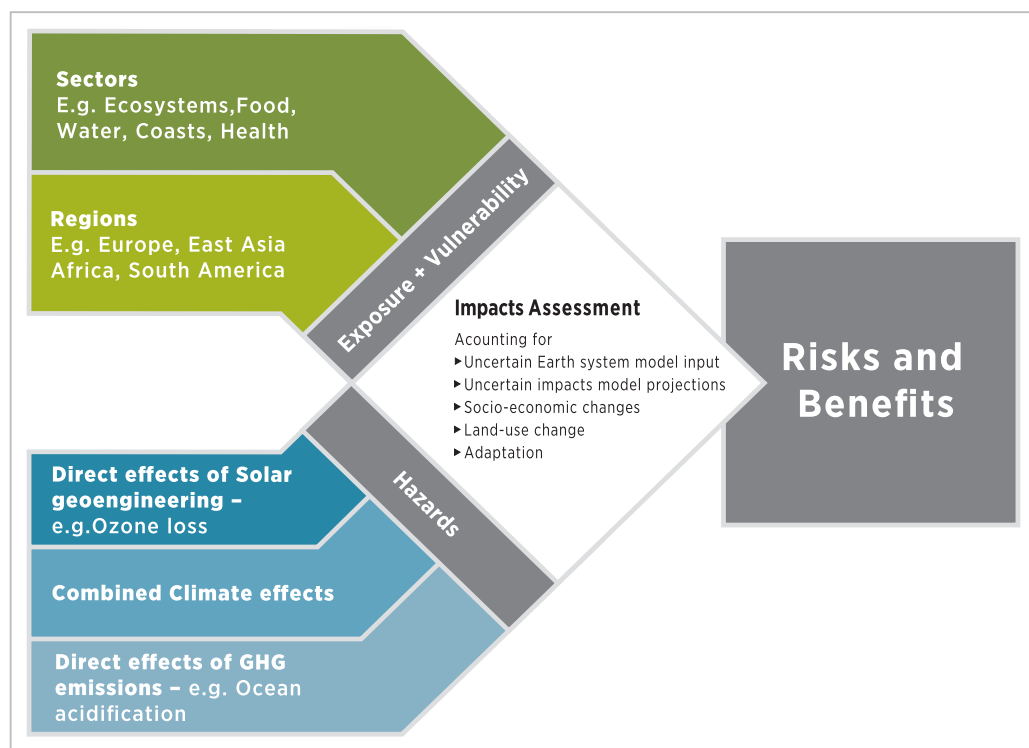 Sectors
E.g. Ecosystems,Food,
Water, Coasts, Health
Regions
E.g. Europe, East Asia
Africa, South America
Exposure + Vulnerability
Impacts Assessment
Acounting for
▸Uncertain Earth system model input
▸Uncertain impacts model projections
▸Socio-economic changes
▸Land-use change
▸Adaptation
Risks and
Benefits
Hazards
Direct effects of Solar
geoengineering –
e.g.Ozone loss
Combined Climate effects
Direct effects of GHG
emissions – e.g. Ocean
acidification